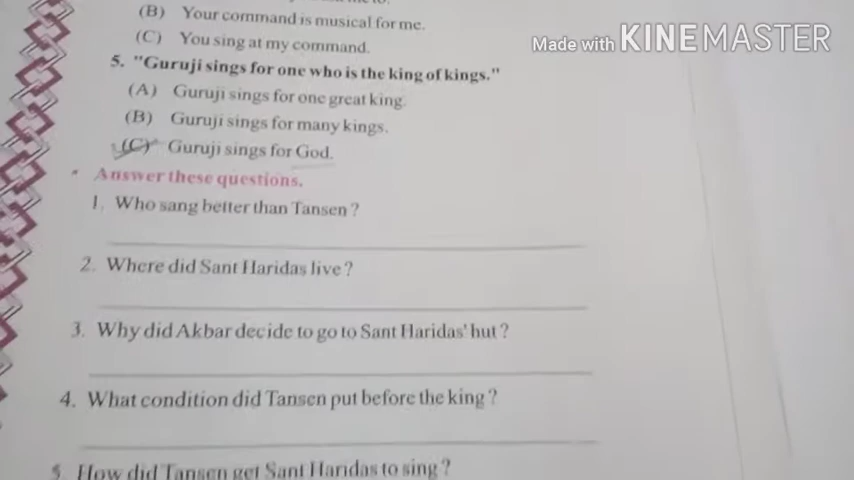 (B) Your command is musical for me.
(C) You sing at my command.
Made with KINEMASTER
5. "Guruji sings for one who is the king of kings."
(A) Guruji sings for one great king.
(B) Guruji sings for many kings.
(C) Guruji sings for God.
* Answer these questions.
1. Who sang better than Tansen ?
2. Where did Sant Haridas live ?
3. Why did Akbar decide to go to Sant Haridas' hut ?
4. What condition did Tansen put before the king ?
5. How did Tansen get Sant Haridas to sing ?